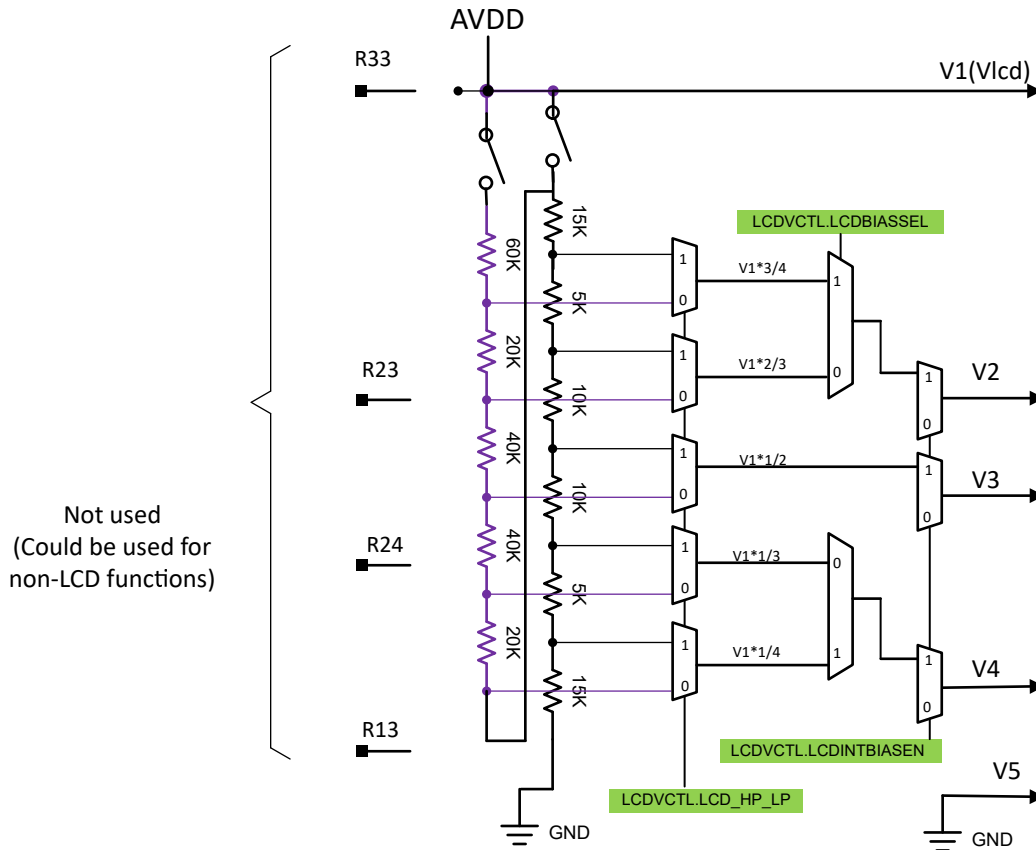 AVDD
R33
V1(Vlcd)
15K
LCDVCTL.LCDBIASSEL
60K
1
V1*3/4
1
5K
0
20K
1
R23
V1*2/3
0
V2
1
10K
0
0
40K
1
V1*1/2
1
V3
10K
0
0
Not used
(Could be used for
non-LCD functions)
R24
40K
1
V1*1/3
0
5K
0
20K
1
V1*1/4
1
1
V4
15K
0
0
R13
LCDVCTL.LCDINTBIASEN
V5
LCDVCTL.LCD_HP_LP
GND
GND